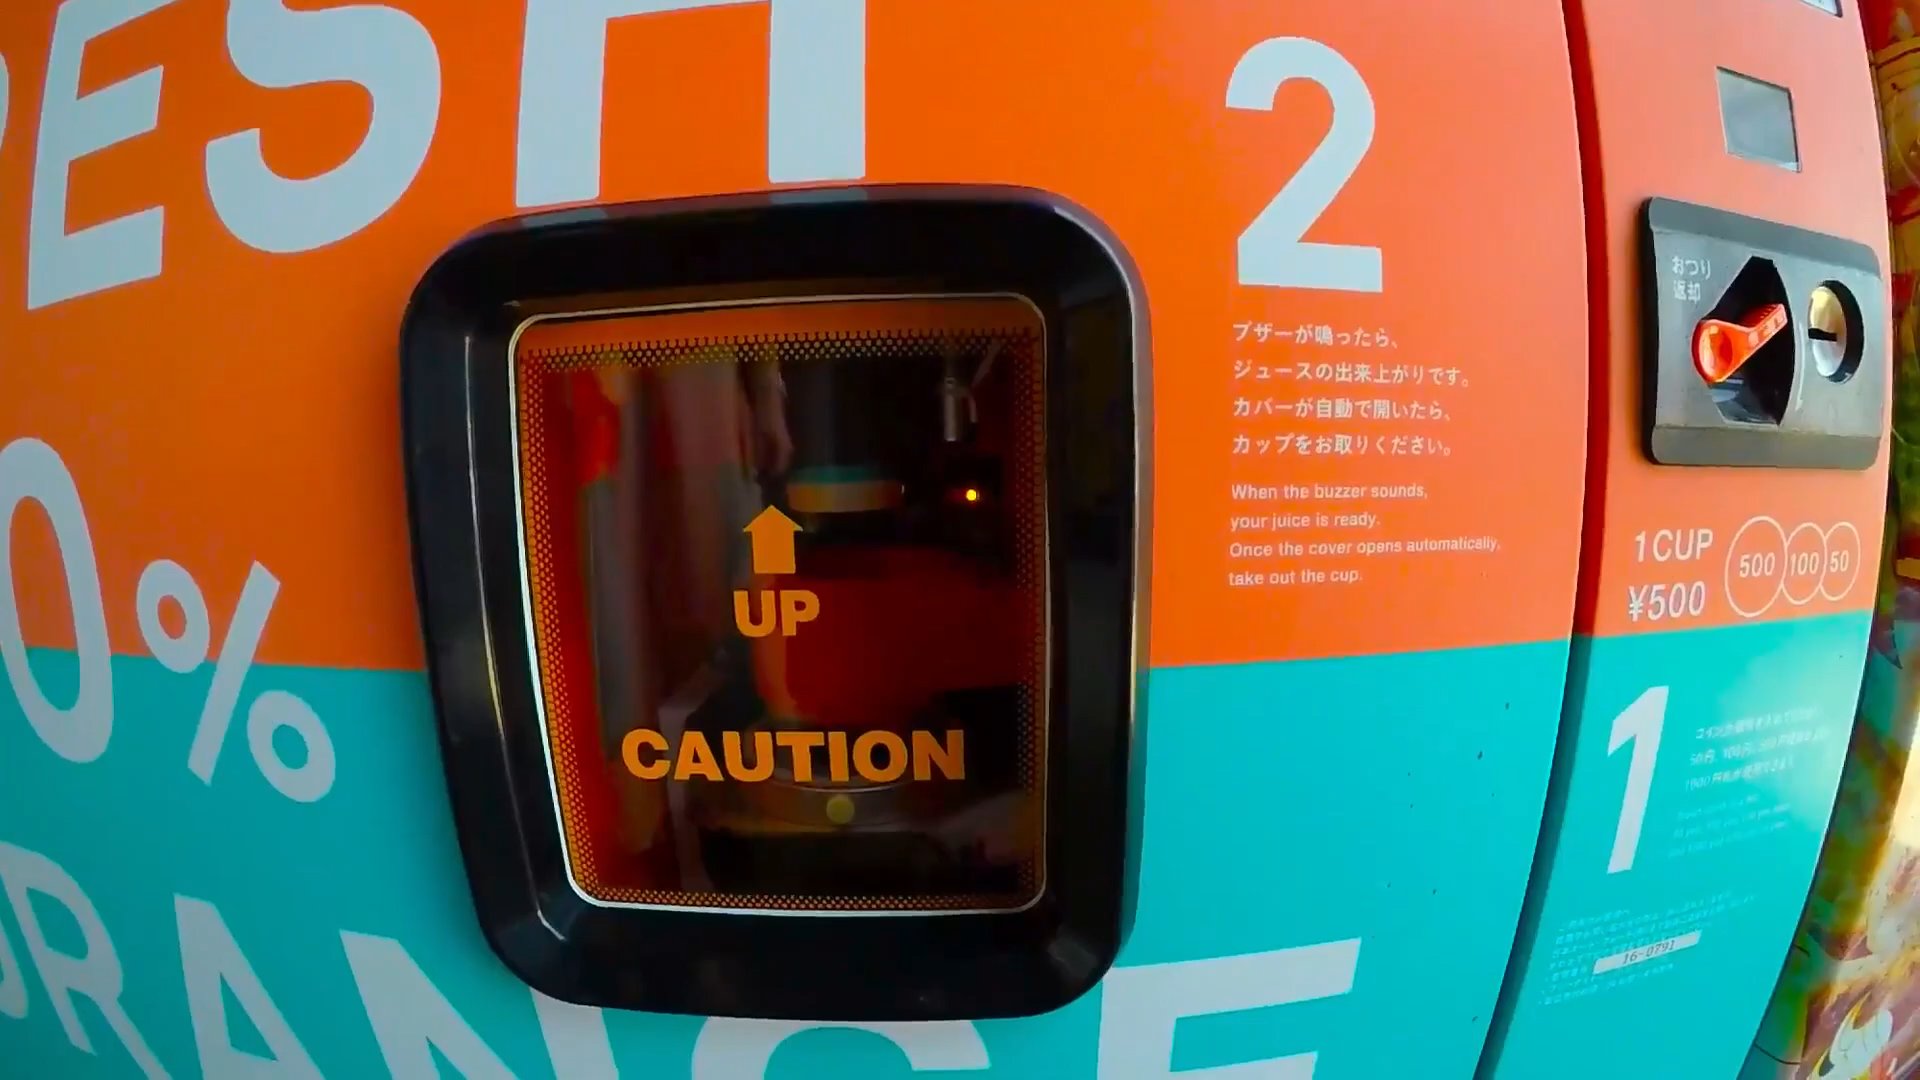 ESH
0%
RANGE
UP
CAUTION
2
ブザーが鳴ったら、
ジュースの出来上がりです。
カバーが自動で開いたら、
カップをお取りください。
When the buzzer sounds,
your juice is ready.
Once the cover opens automatically,
take out the cup.
おつり
返却
1CUP
¥500
500 100 50
1
16-0791